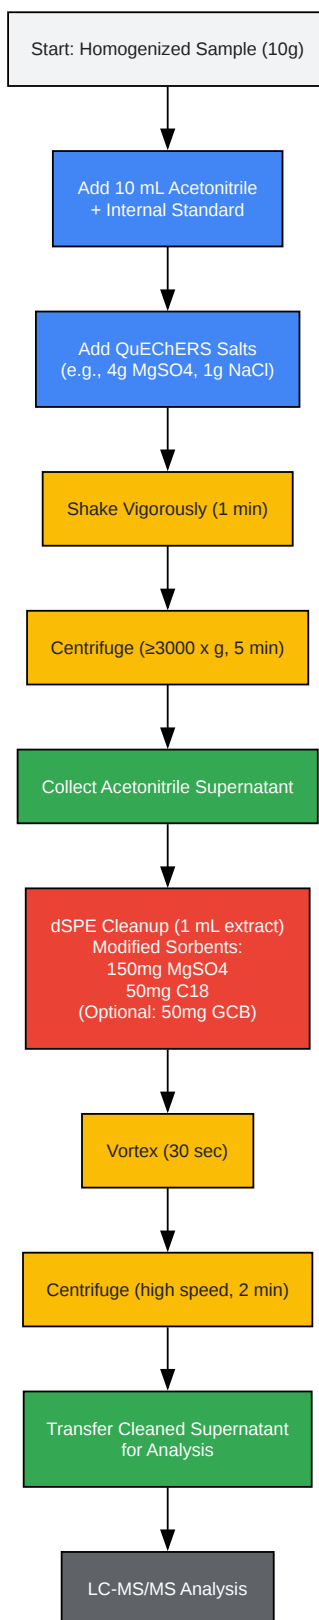 Start: Homogenized Sample (10g)
Add 10 mL Acetonitrile
+ Internal Standard
Add QuEChERS Salts
(e.g., 4g MgSO4, 1g NaCl)
Shake Vigorously (1 min)
Centrifuge (≥3000 x g, 5 min)
Collect Acetonitrile Supernatant
dSPE Cleanup (1 mL extract)
Modified Sorbents:
150mg MgSO4
50mg C18
(Optional: 50mg GCB)
Vortex (30 sec)
Centrifuge (high speed, 2 min)
Transfer Cleaned Supernatant
for Analysis
LC-MS/MS Analysis